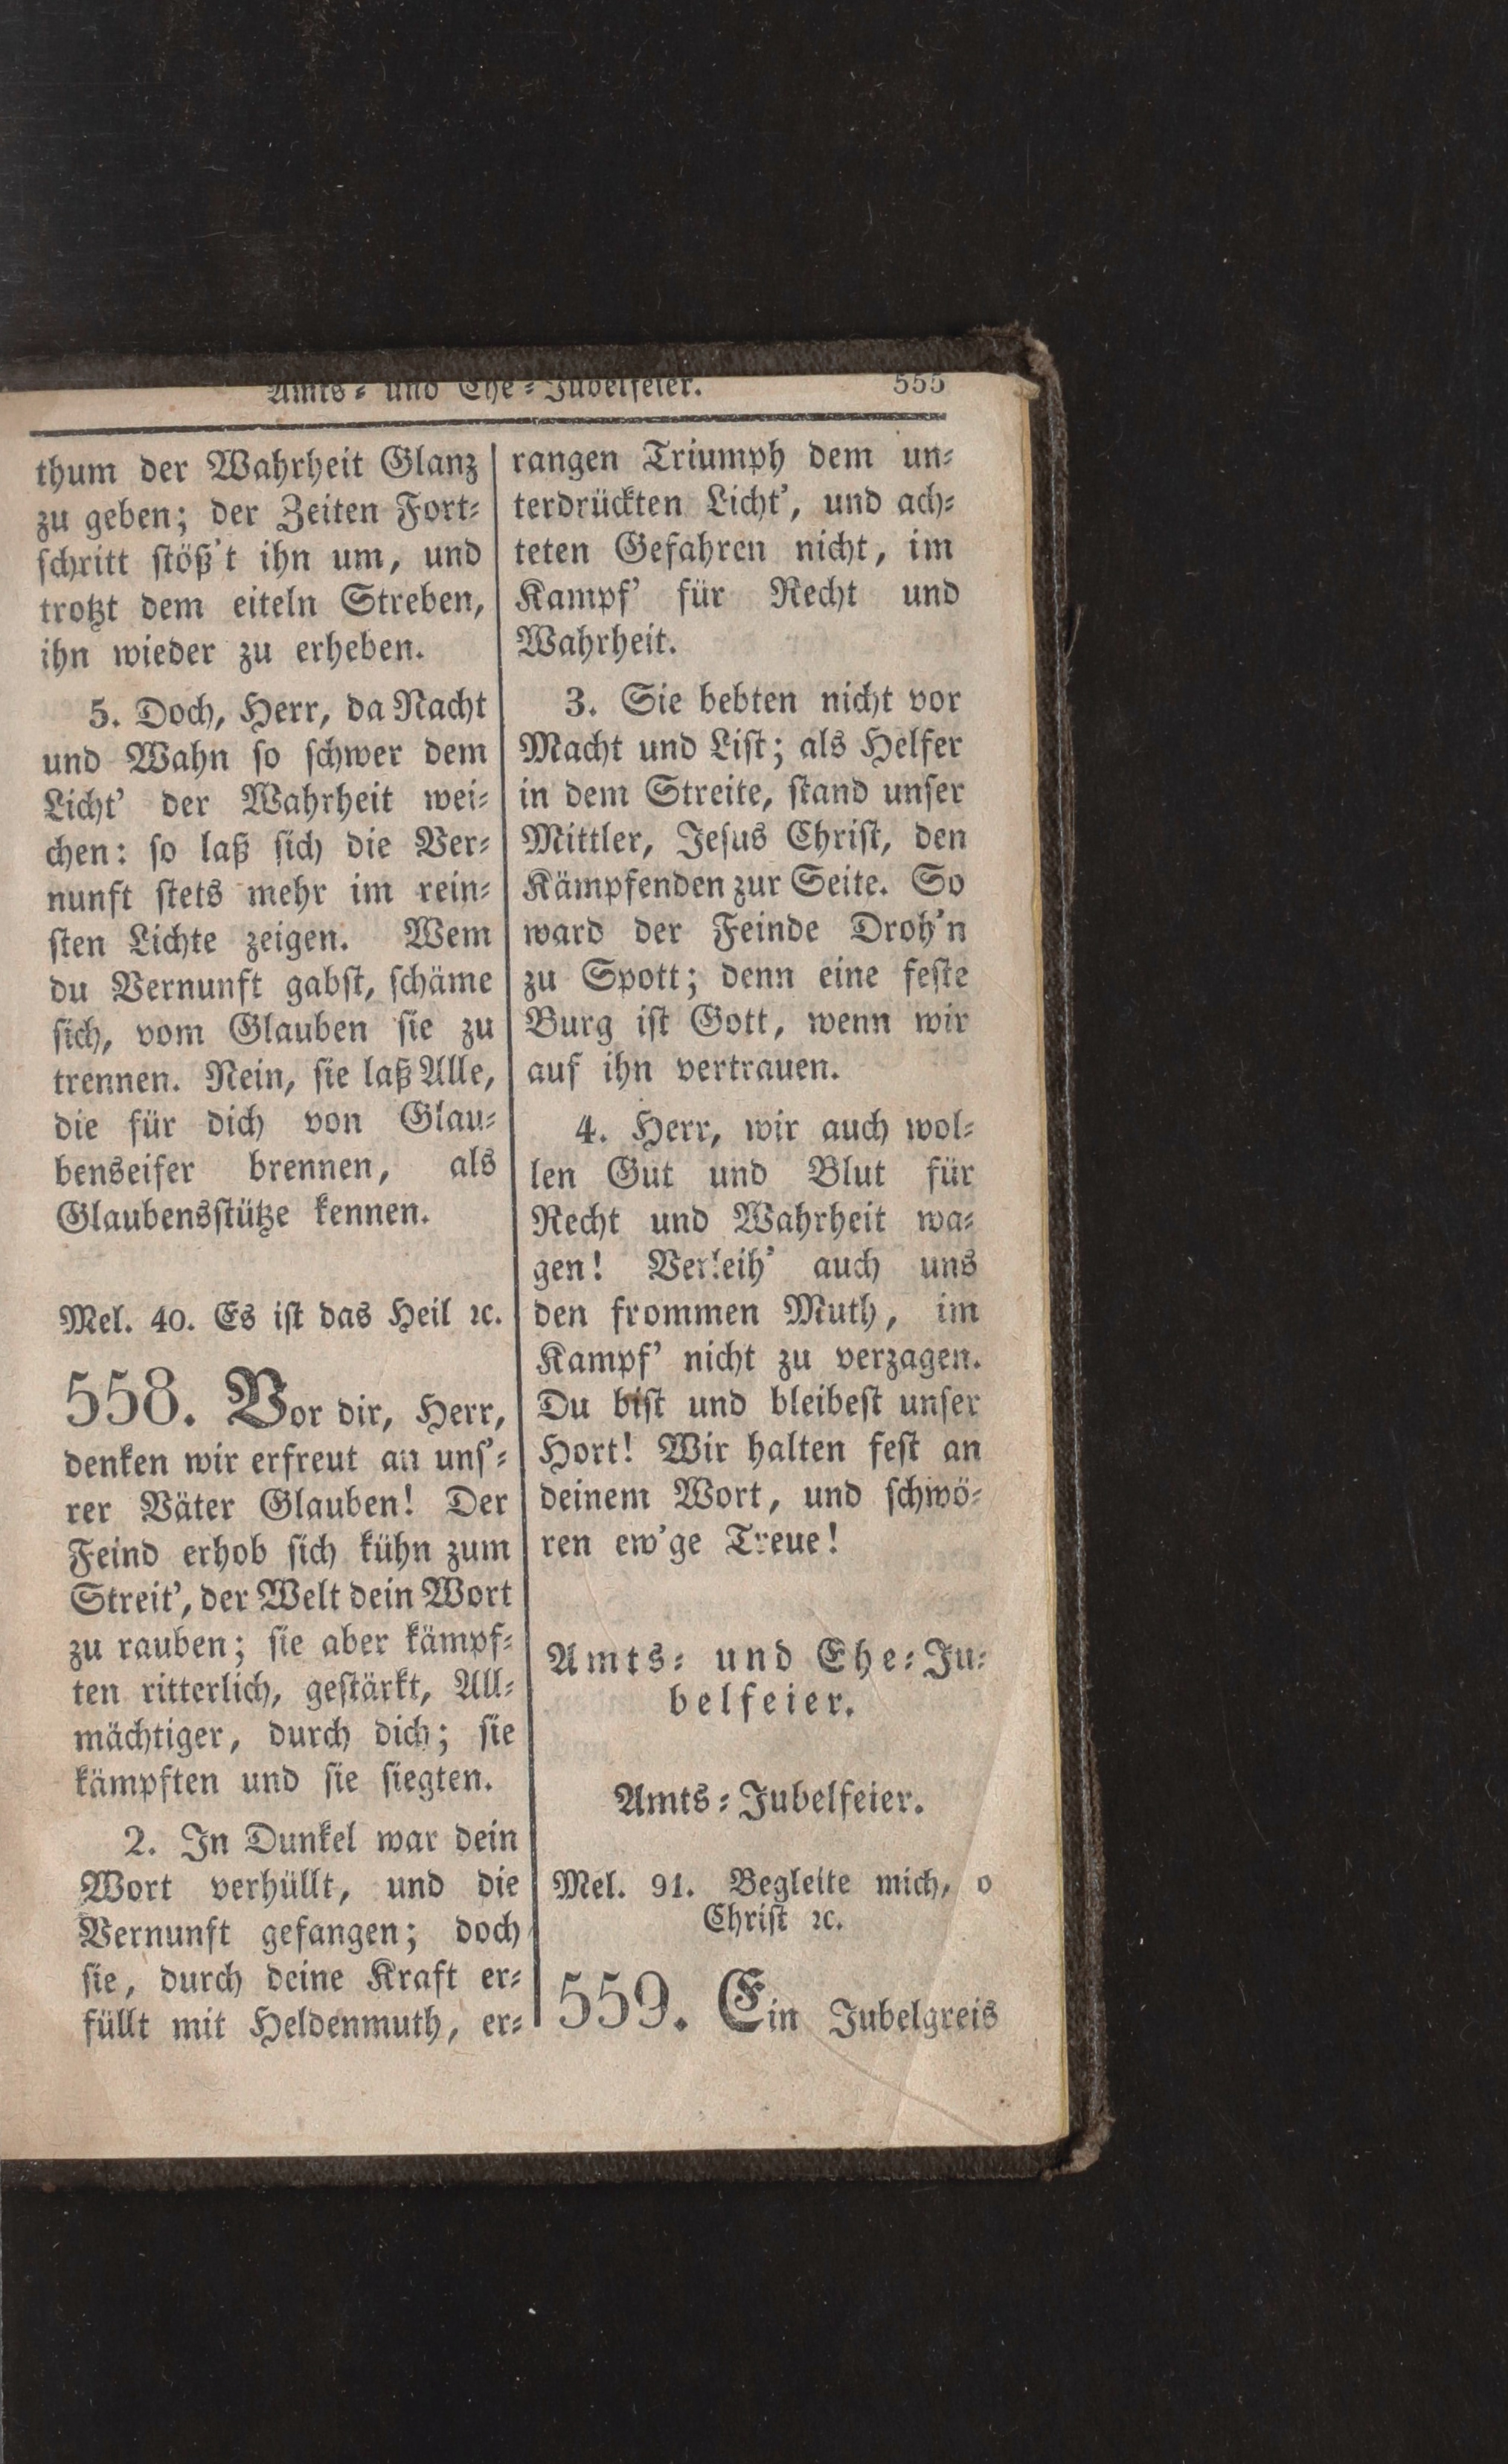 Amts- und Ehe-Jubelfeier. 555
thum der Wahrheit Glanz
zu geben; der Zeiten Fort-
schritt stöß't ihn um, und
trotzt dem eiteln Streben,
ihn wieder zu erheben.
5. Doch, Herr, da Nacht
und Wahn so schwer dem
Licht' der Wahrheit wei-
chen: so laß sich die Ver-
nunft stets mehr im rein-
sten Lichte zeigen. Wem
du Vernunft gabst, schäme
sich, vom Glauben sie zu
trennen. Nein, sie laß Alle,
die für dich von Glau-
benseifer brennen, als
Glaubensstütze kennen.
Mel. 40. Es ist das Heil ꝛc.
558. Vor dir, Herr,
denken wir erfreut an uns'-
rer Väter Glauben! Der
Feind erhob sich kühn zum
Streit', der Welt dein Wort
zu rauben; sie aber kämpf-
ten ritterlich, gestärkt, All-
mächtiger, durch dich; sie
kämpften und sie siegten.
2. In Dunkel war dein
Wort verhüllt, und die
Vernunft gefangen; doch
sie, durch deine Kraft er-
füllt mit Heldenmuth, er-
rangen Triumph dem un-
terdrückten Licht', und ach-
teten Gefahren nicht, im
Kampf' für Recht und
Wahrheit.
3. Sie bebten nicht vor
Macht und List; als Helfer
in dem Streite, stand unser
Mittler, Jesus Christ, den
Kämpfenden zur Seite. So
ward der Feinde Droh'n
zu Spott; denn eine feste
Burg ist Gott, wenn wir
auf ihn vertrauen.
4. Herr, wir auch wol-
len Gut und Blut für
Recht und Wahrheit wa-
gen! Verleih' auch uns
den frommen Muth, im
Kampf' nicht zu verzagen.
Du bist und bleibest unser
Hort! Wir halten fest an
deinem Wort, und schwö-
ren ew'ge Treue!
Amts- und Ehe-Ju-
belfeier.
Amts-Jubelfeier.
Mel. 91. Begleite mich, o
Christ ꝛc.
559. Ein Jubelgreis